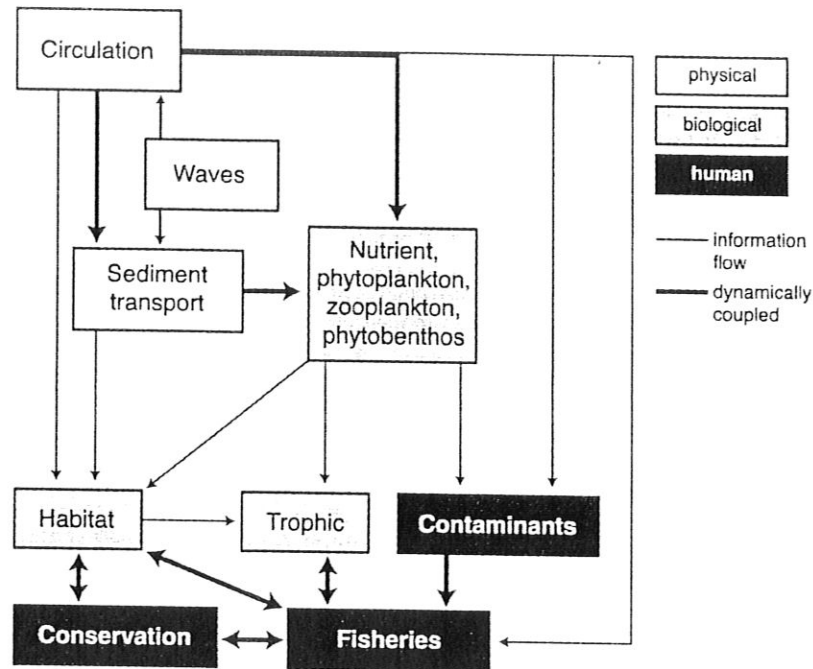 Circulation
Waves
Sediment
transport
Nutrient,
phytoplankton,
zooplankton,
phytobenthos
Habitat
Trophic
Contaminants
Conservation
Fisheries
physical
biological
human
information
flow
dynamically
coupled